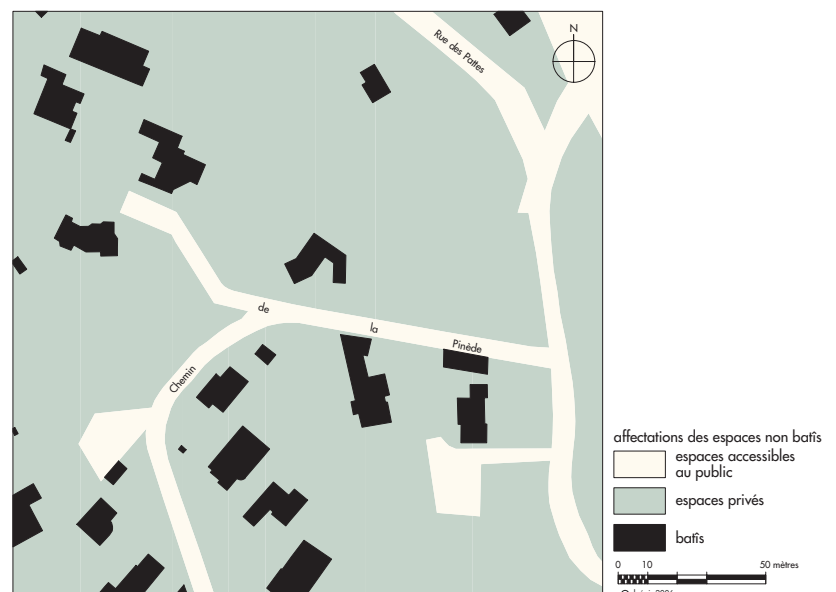 Rue des Pattes
N
Chemin
de
la
Pinède
affectations des espaces non batîs
espaces accessibles
au public
espaces privés
batîs
0 10 50 mètres